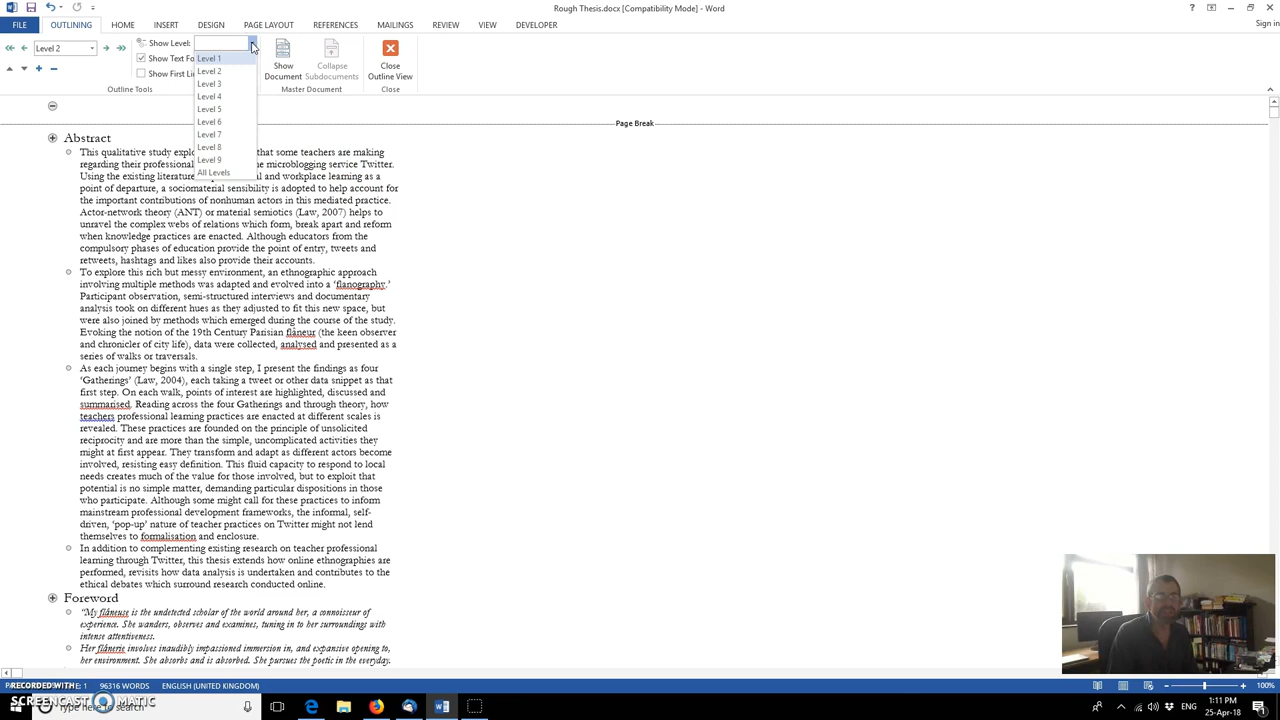 Rough Thesis.docx [Compatibility Mode] - Word
FILE OUTLINING HOME INSERT DESIGN PAGE LAYOUT REFERENCES MAILINGS REVIEW VIEW DEVELOPER Sign in
Level 2
Show Level:
Show Text Fo
Show First Li
Level 1
Level 2
Level 3
Level 4
Level 5
Level 6
Level 7
Level 8
Level 9
All Levels
Show
Document
Collapse
Subdocuments
Close
Outline View
Outline Tools
Master Document
Close
Page Break
Abstract
This qualitative study explo that some teachers are making
regarding their professional me microblogging service Twitter.
Using the existing literature al and workplace learning as a
point of departure, a sociomaterial sensibility is adopted to help account for
the important contributions of nonhuman actors in this mediated practice.
Actor-network theory (ANT) or material semiotics (Law, 2007) helps to
unravel the complex webs of relations which form, break apart and reform
when knowledge practices are enacted. Although educators from the
compulsory phases of education provide the point of entry, tweets and
retweets, hashtags and likes also provide their accounts.
To explore this rich but messy environment, an ethnographic approach
involving multiple methods was adapted and evolved into a ‘flanography.’
Participant observation, semi-structured interviews and documentary
analysis took on different hues as they adjusted to fit this new space, but
were also joined by methods which emerged during the course of the study.
Evoking the notion of the 19th Century Parisian flâneur (the keen observer
and chronicler of city life), data were collected, analysed and presented as a
series of walks or traversals.
As each journey begins with a single step, I present the findings as four
‘Gatherings’ (Law, 2004), each taking a tweet or other data snippet as that
first step. On each walk, points of interest are highlighted, discussed and
summarised. Reading across the four Gatherings and through theory, how
teachers professional learning practices are enacted at different scales is
revealed. These practices are founded on the principle of unsolicited
reciprocity and are more than the simple, uncomplicated activities they
might at first appear. They transform and adapt as different actors become
involved, resisting easy definition. This fluid capacity to respond to local
needs creates much of the value for those involved, but to exploit that
potential is no simple matter, demanding particular dispositions in those
who participate. Although some might call for these practices to inform
mainstream professional development frameworks, the informal, self-
driven, ‘pop-up’ nature of teacher practices on Twitter might not lend
themselves to formalisation and enclosure.
In addition to complementing existing research on teacher professional
learning through Twitter, this thesis extends how online ethnographies are
performed, revisits how data analysis is undertaken and contributes to the
ethical debates which surround research conducted online.
Foreword
“My flâneuse is the undetected scholar of the world around her, a connoisseur of
experience. She wanders, observes and examines, tuning in to her surroundings with
intense attentiveness.
Her flânerie involves inaudibly impassioned immersion in, and expansive opening to,
her environment. She absorbs and is absorbed. She pursues the poetic in the everyday.
RECORDED WITH
96316 WORDS ENGLISH (UNITED KINGDOM) 100%
SCREENCAST MATIC
Type here to search
ENG
1:11 PM
25-Apr-18